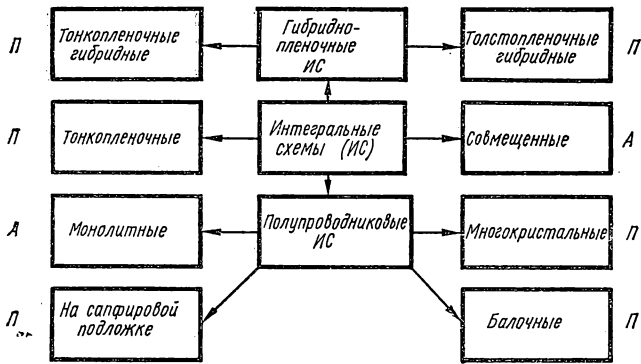 П
Тонкопленочные
гибридные
Гибридно-
пленочные
ИС
Толстопленочные
гибридные
П
П
Тонкопленочные
Интегральные
схемы (ИС)
Совмещенные
А
А
Монолитные
Полупроводниковые
ИС
Многокристальные
П
П
На сапфировой
подложке
Балочные
П